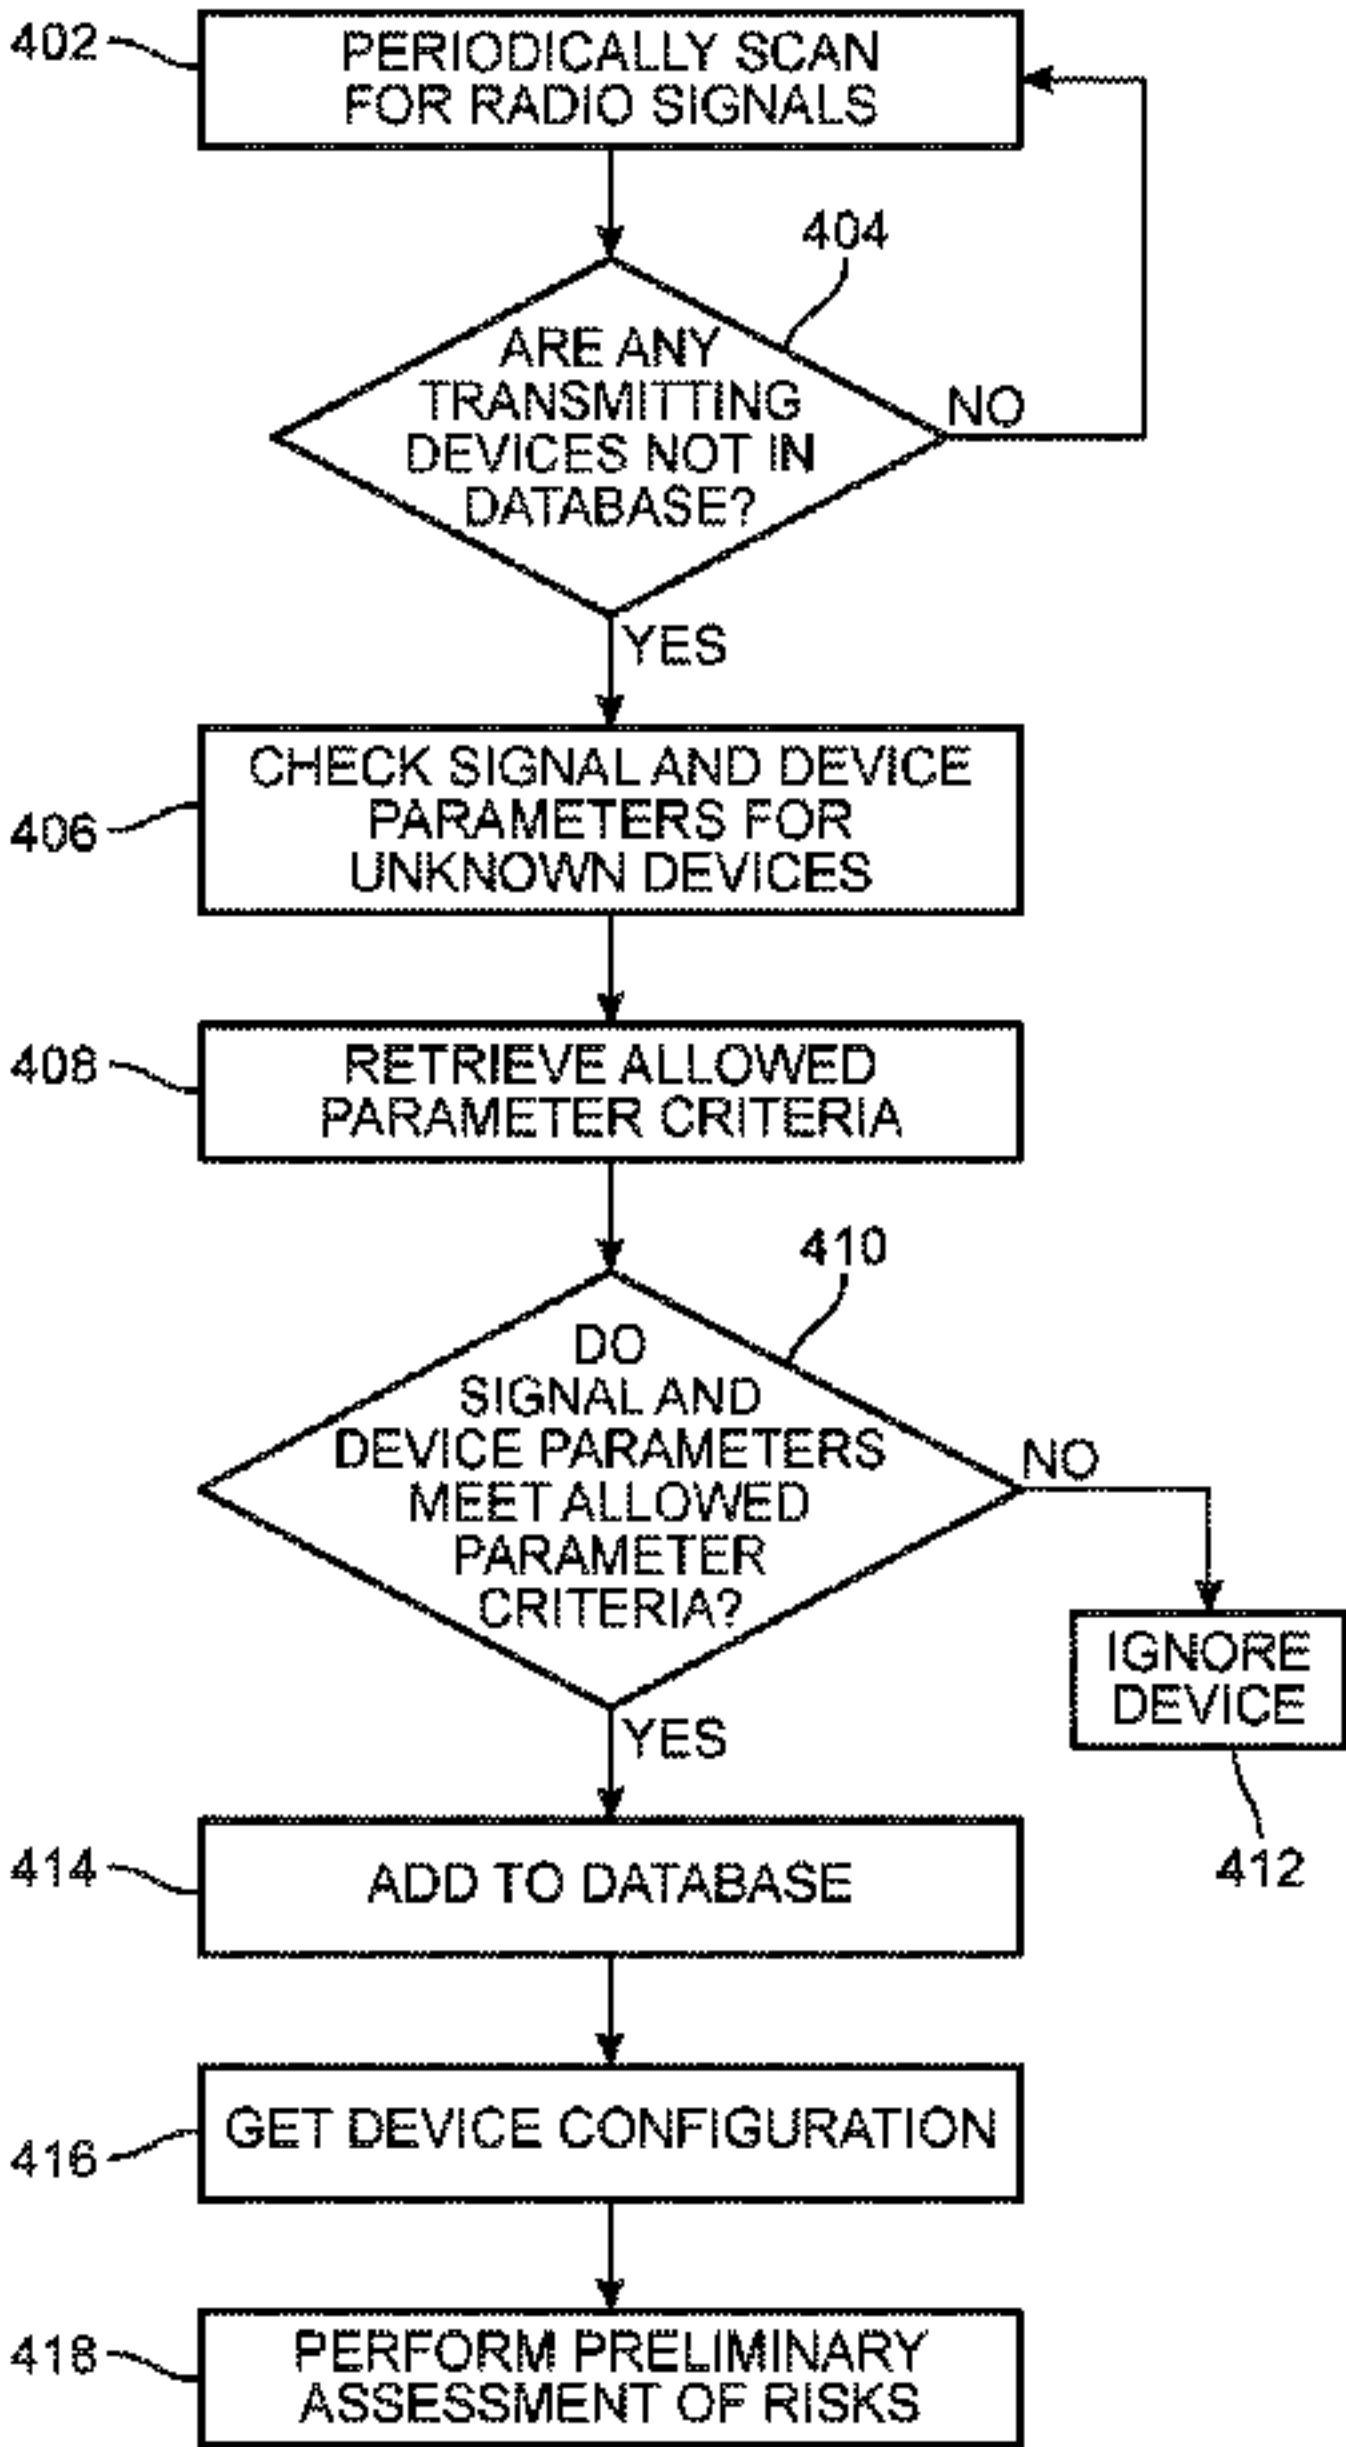 402
PERIODICALLY SCAN
FOR RADIO SIGNALS
404
ARE ANY
TRANSMITTING
DEVICES NOT IN
DATABASE?
NO
YES
406
CHECK SIGNAL AND DEVICE
PARAMETERS FOR
UNKNOWN DEVICES
408
RETRIEVE ALLOWED
PARAMETER CRITERIA
410
DO
SIGNAL AND
DEVICE PARAMETERS
MEET ALLOWED
PARAMETER
CRITERIA?
NO
IGNORE
DEVICE
412
YES
414
ADD TO DATABASE
416
GET DEVICE CONFIGURATION
418
PERFORM PRELIMINARY
ASSESSMENT OF RISKS